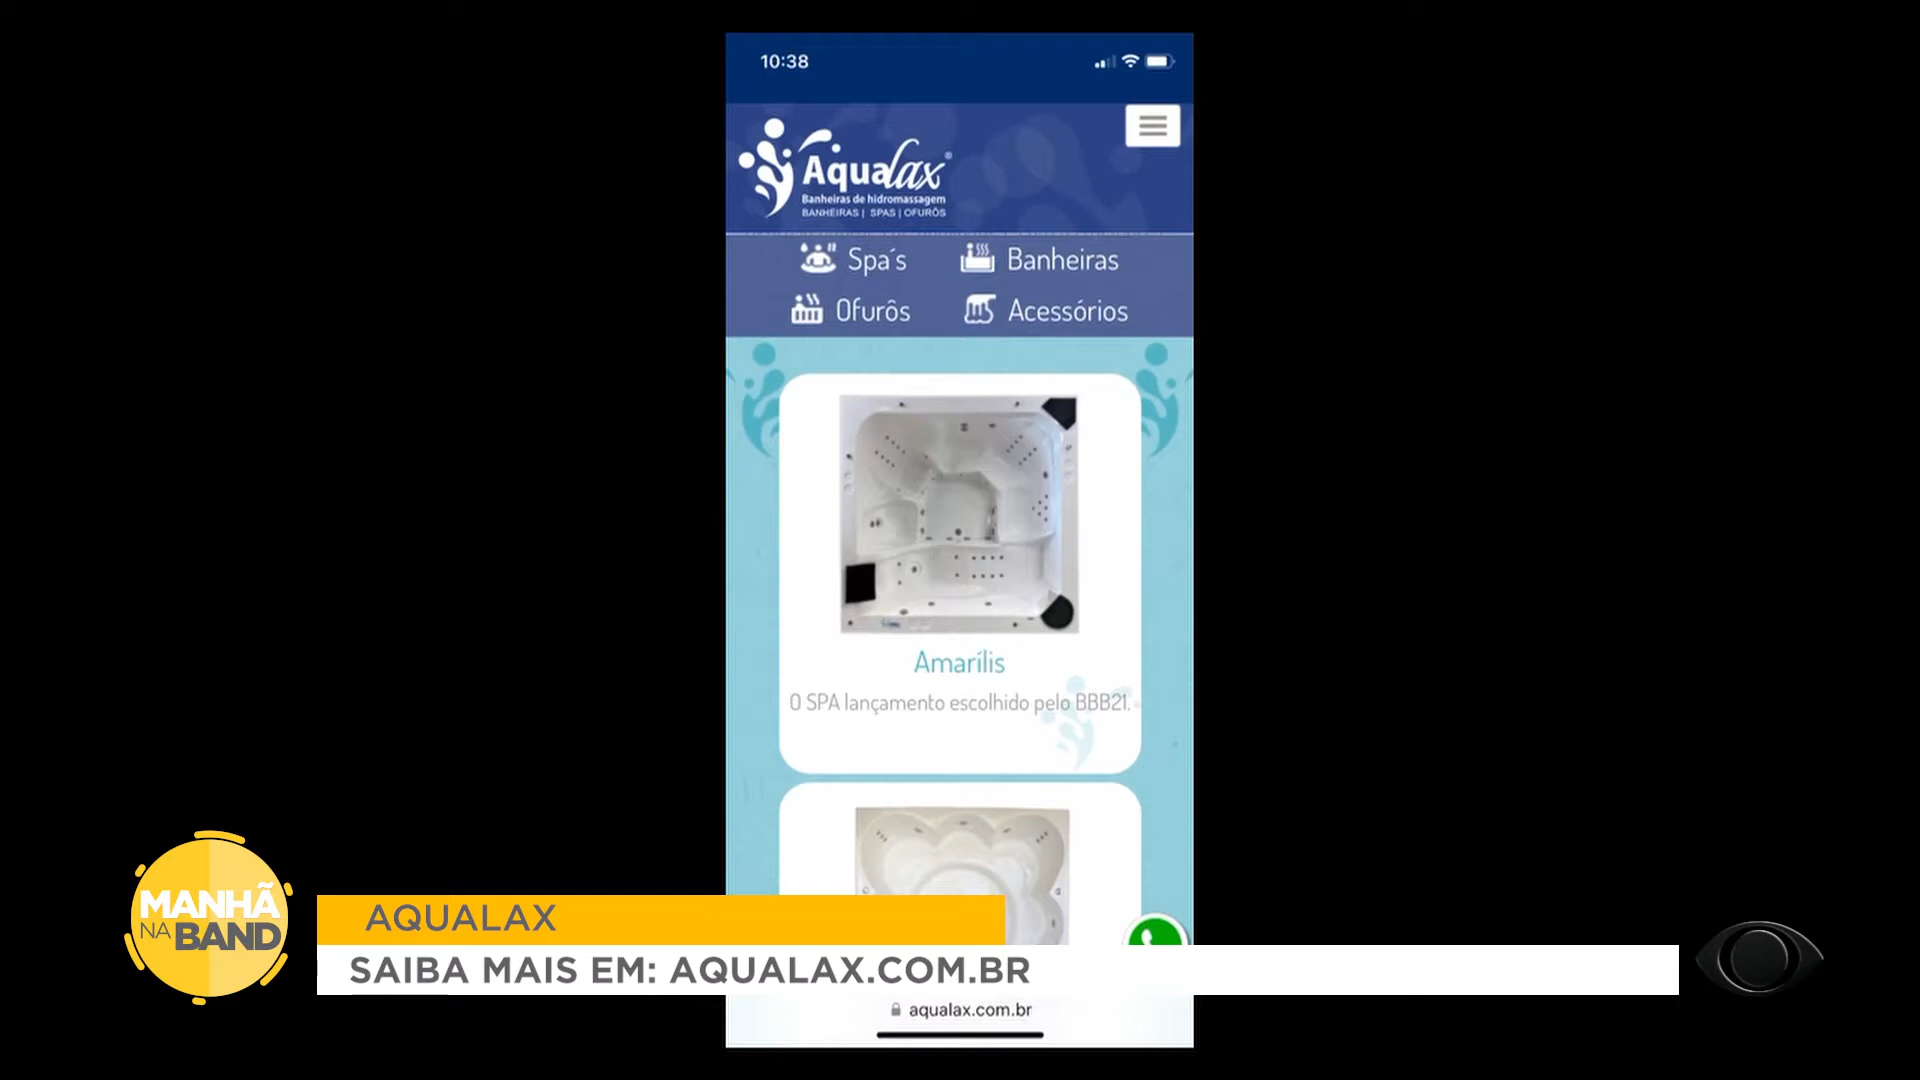 10:38
Aqualax®
Banheiras de hidromassagem
BANHEIRAS | SPAS | OFURÔS
Spa´s
Banheiras
Ofurôs
Acessórios
Amarílis
O SPA lançamento escolhido pelo BBB21.
MANHÃ
NA BAND
AQUALAX
SAIBA MAIS EM: AQUALAX.COM.BR
aqualax.com.br